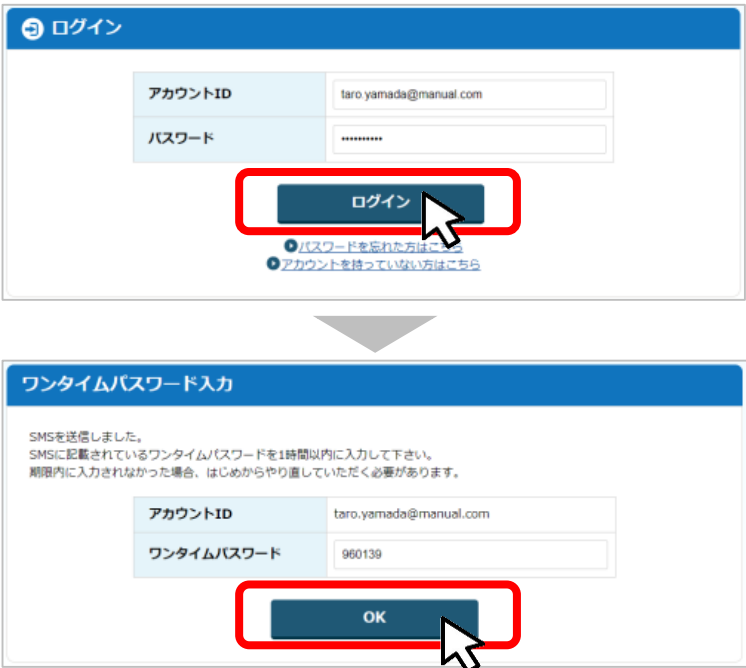 ログイン
アカウントID
taro.yamada@manual.com
パスワード
••••••••••
ログイン
パスワードを忘れた方はこちら
アカウントを持っていない方はこちら
ワンタイムパスワード入力
SMSを送信しました。
SMSに記載されているワンタイムパスワードを1時間以内に入力して下さい。
期限内に入力されなかった場合、はじめからやり直していただく必要があります。
アカウントID
taro.yamada@manual.com
ワンタイムパスワード
960139
OK